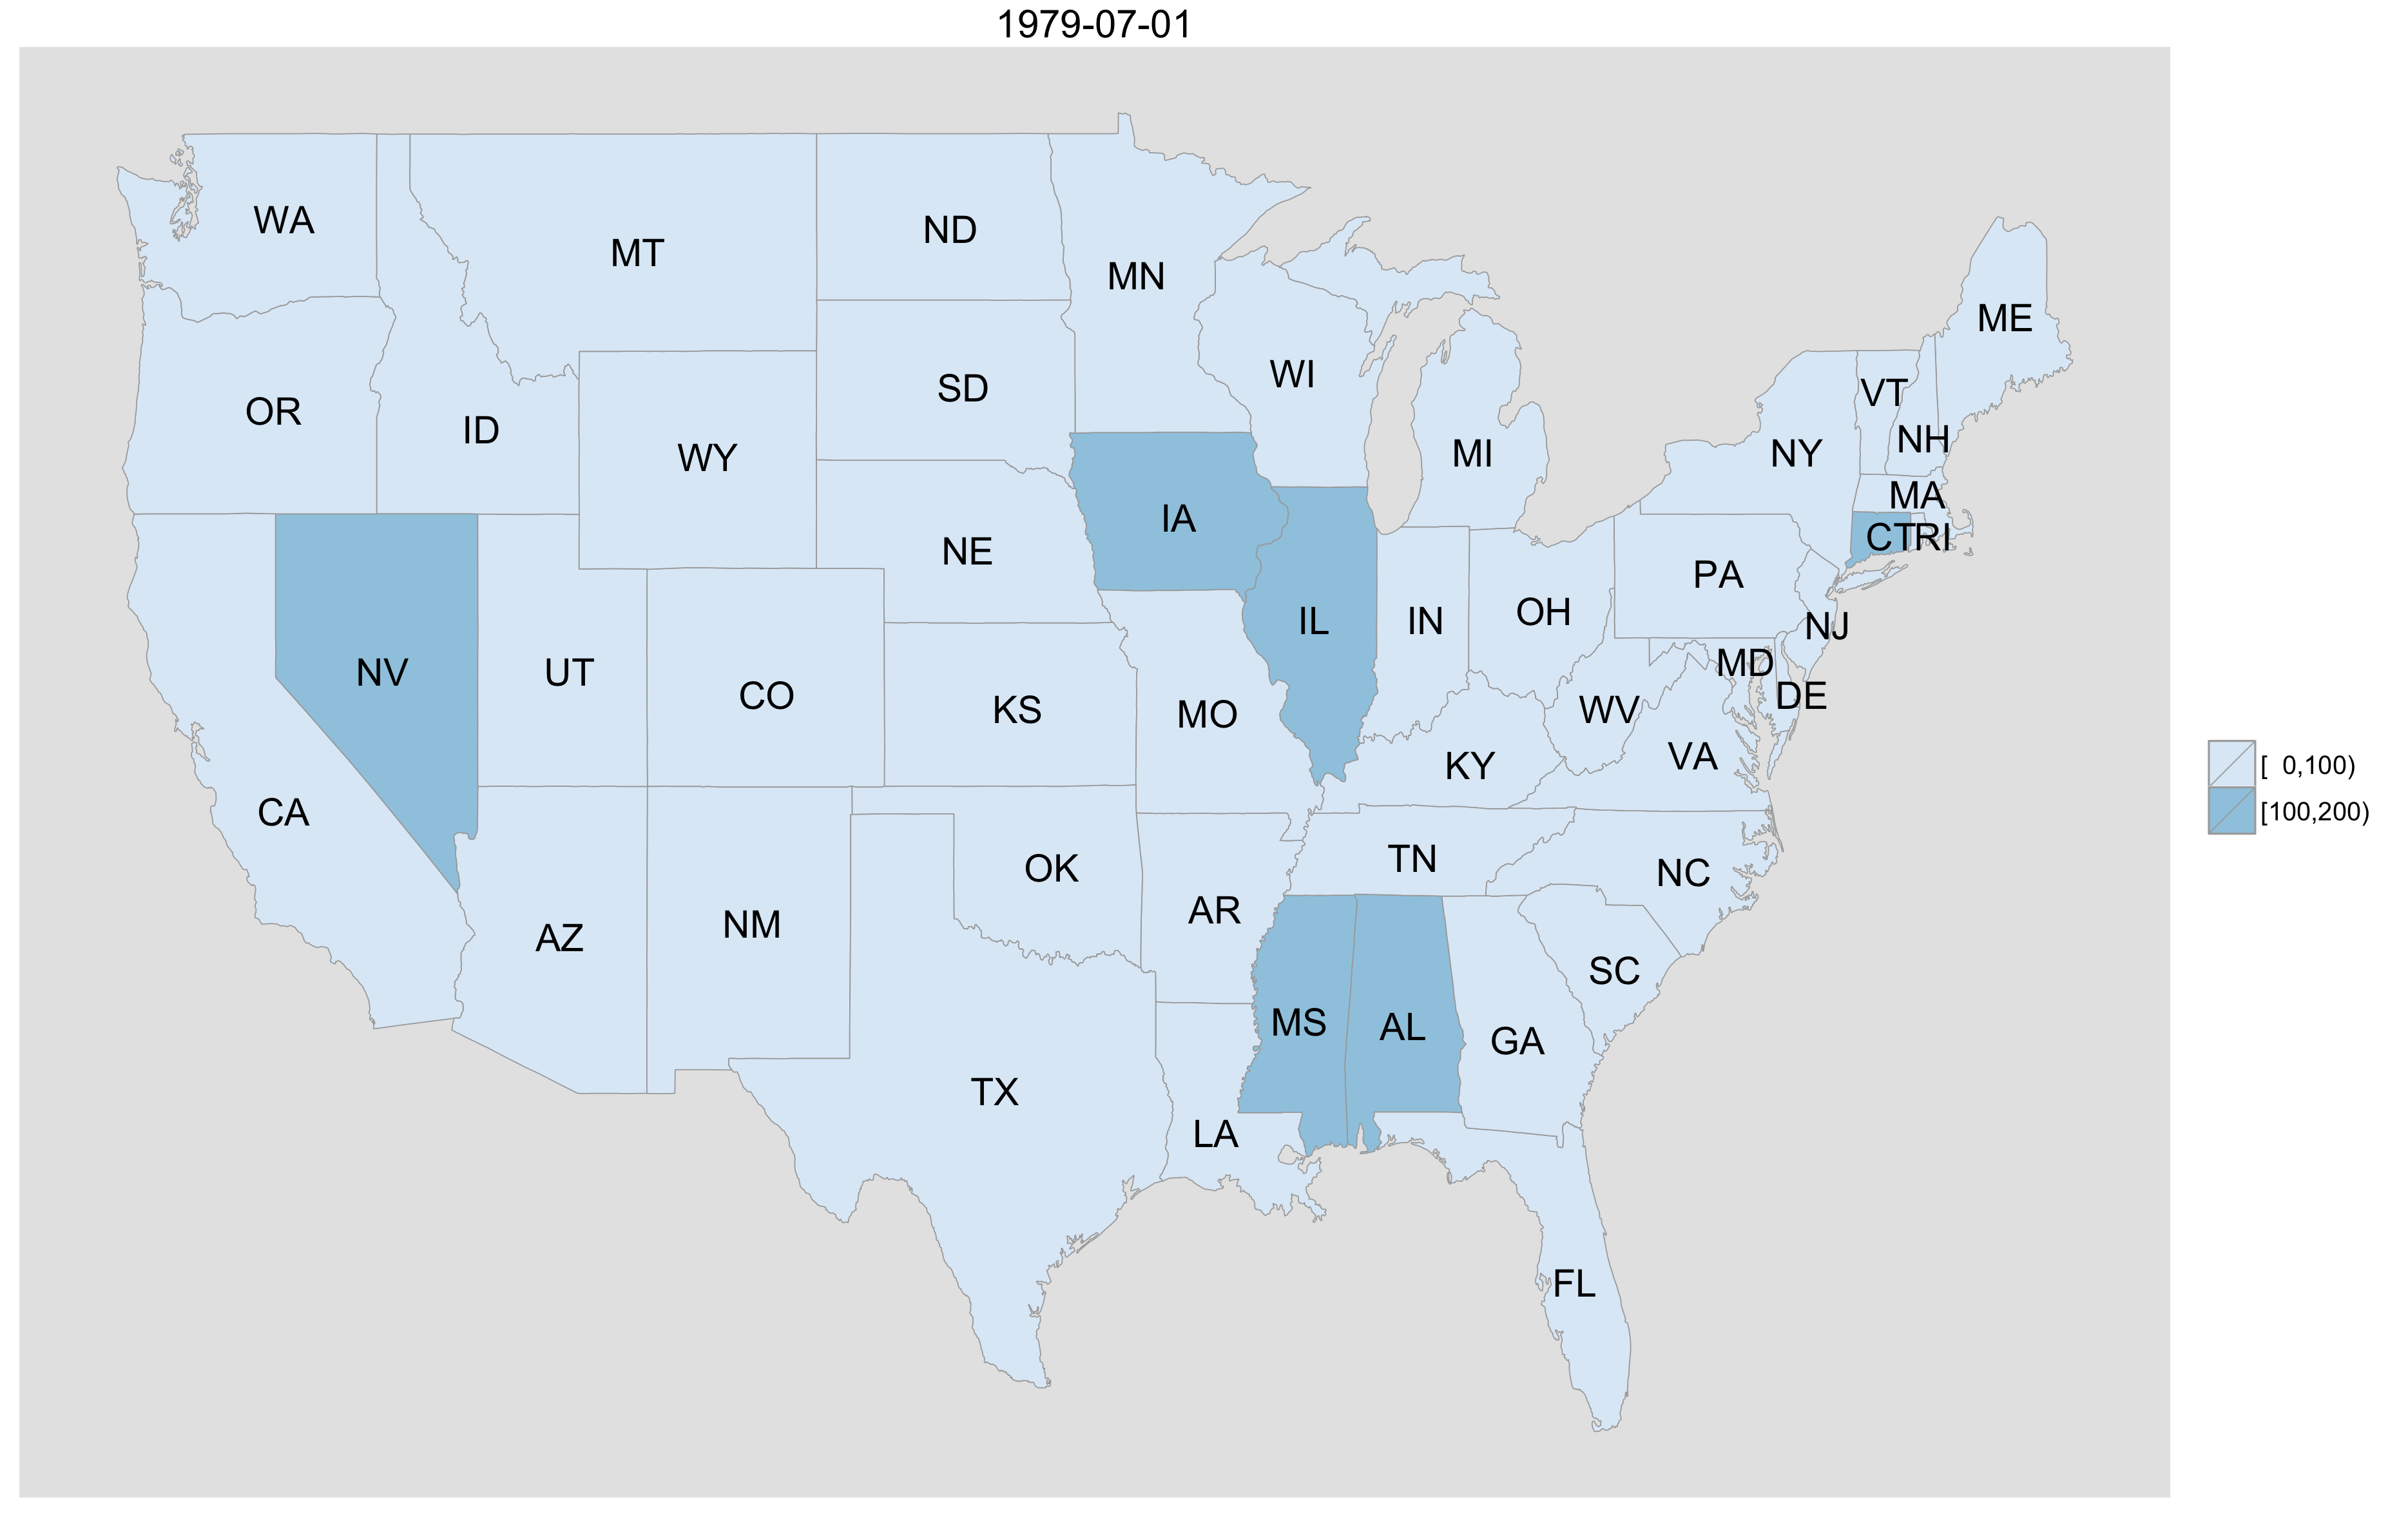 1979-07-01
WA
MT
ND
MN
ME
OR
ID
WY
SD
WI
MI
NY
VT
NH
MA
CT
RI
NV
UT
CO
NE
IA
IL
IN
OH
PA
NJ
MD
DE
WV
VA
CA
KS
MO
KY
[  0,100)
[100,200)
AZ
NM
OK
AR
TN
NC
SC
TX
LA
MS
AL
GA
FL